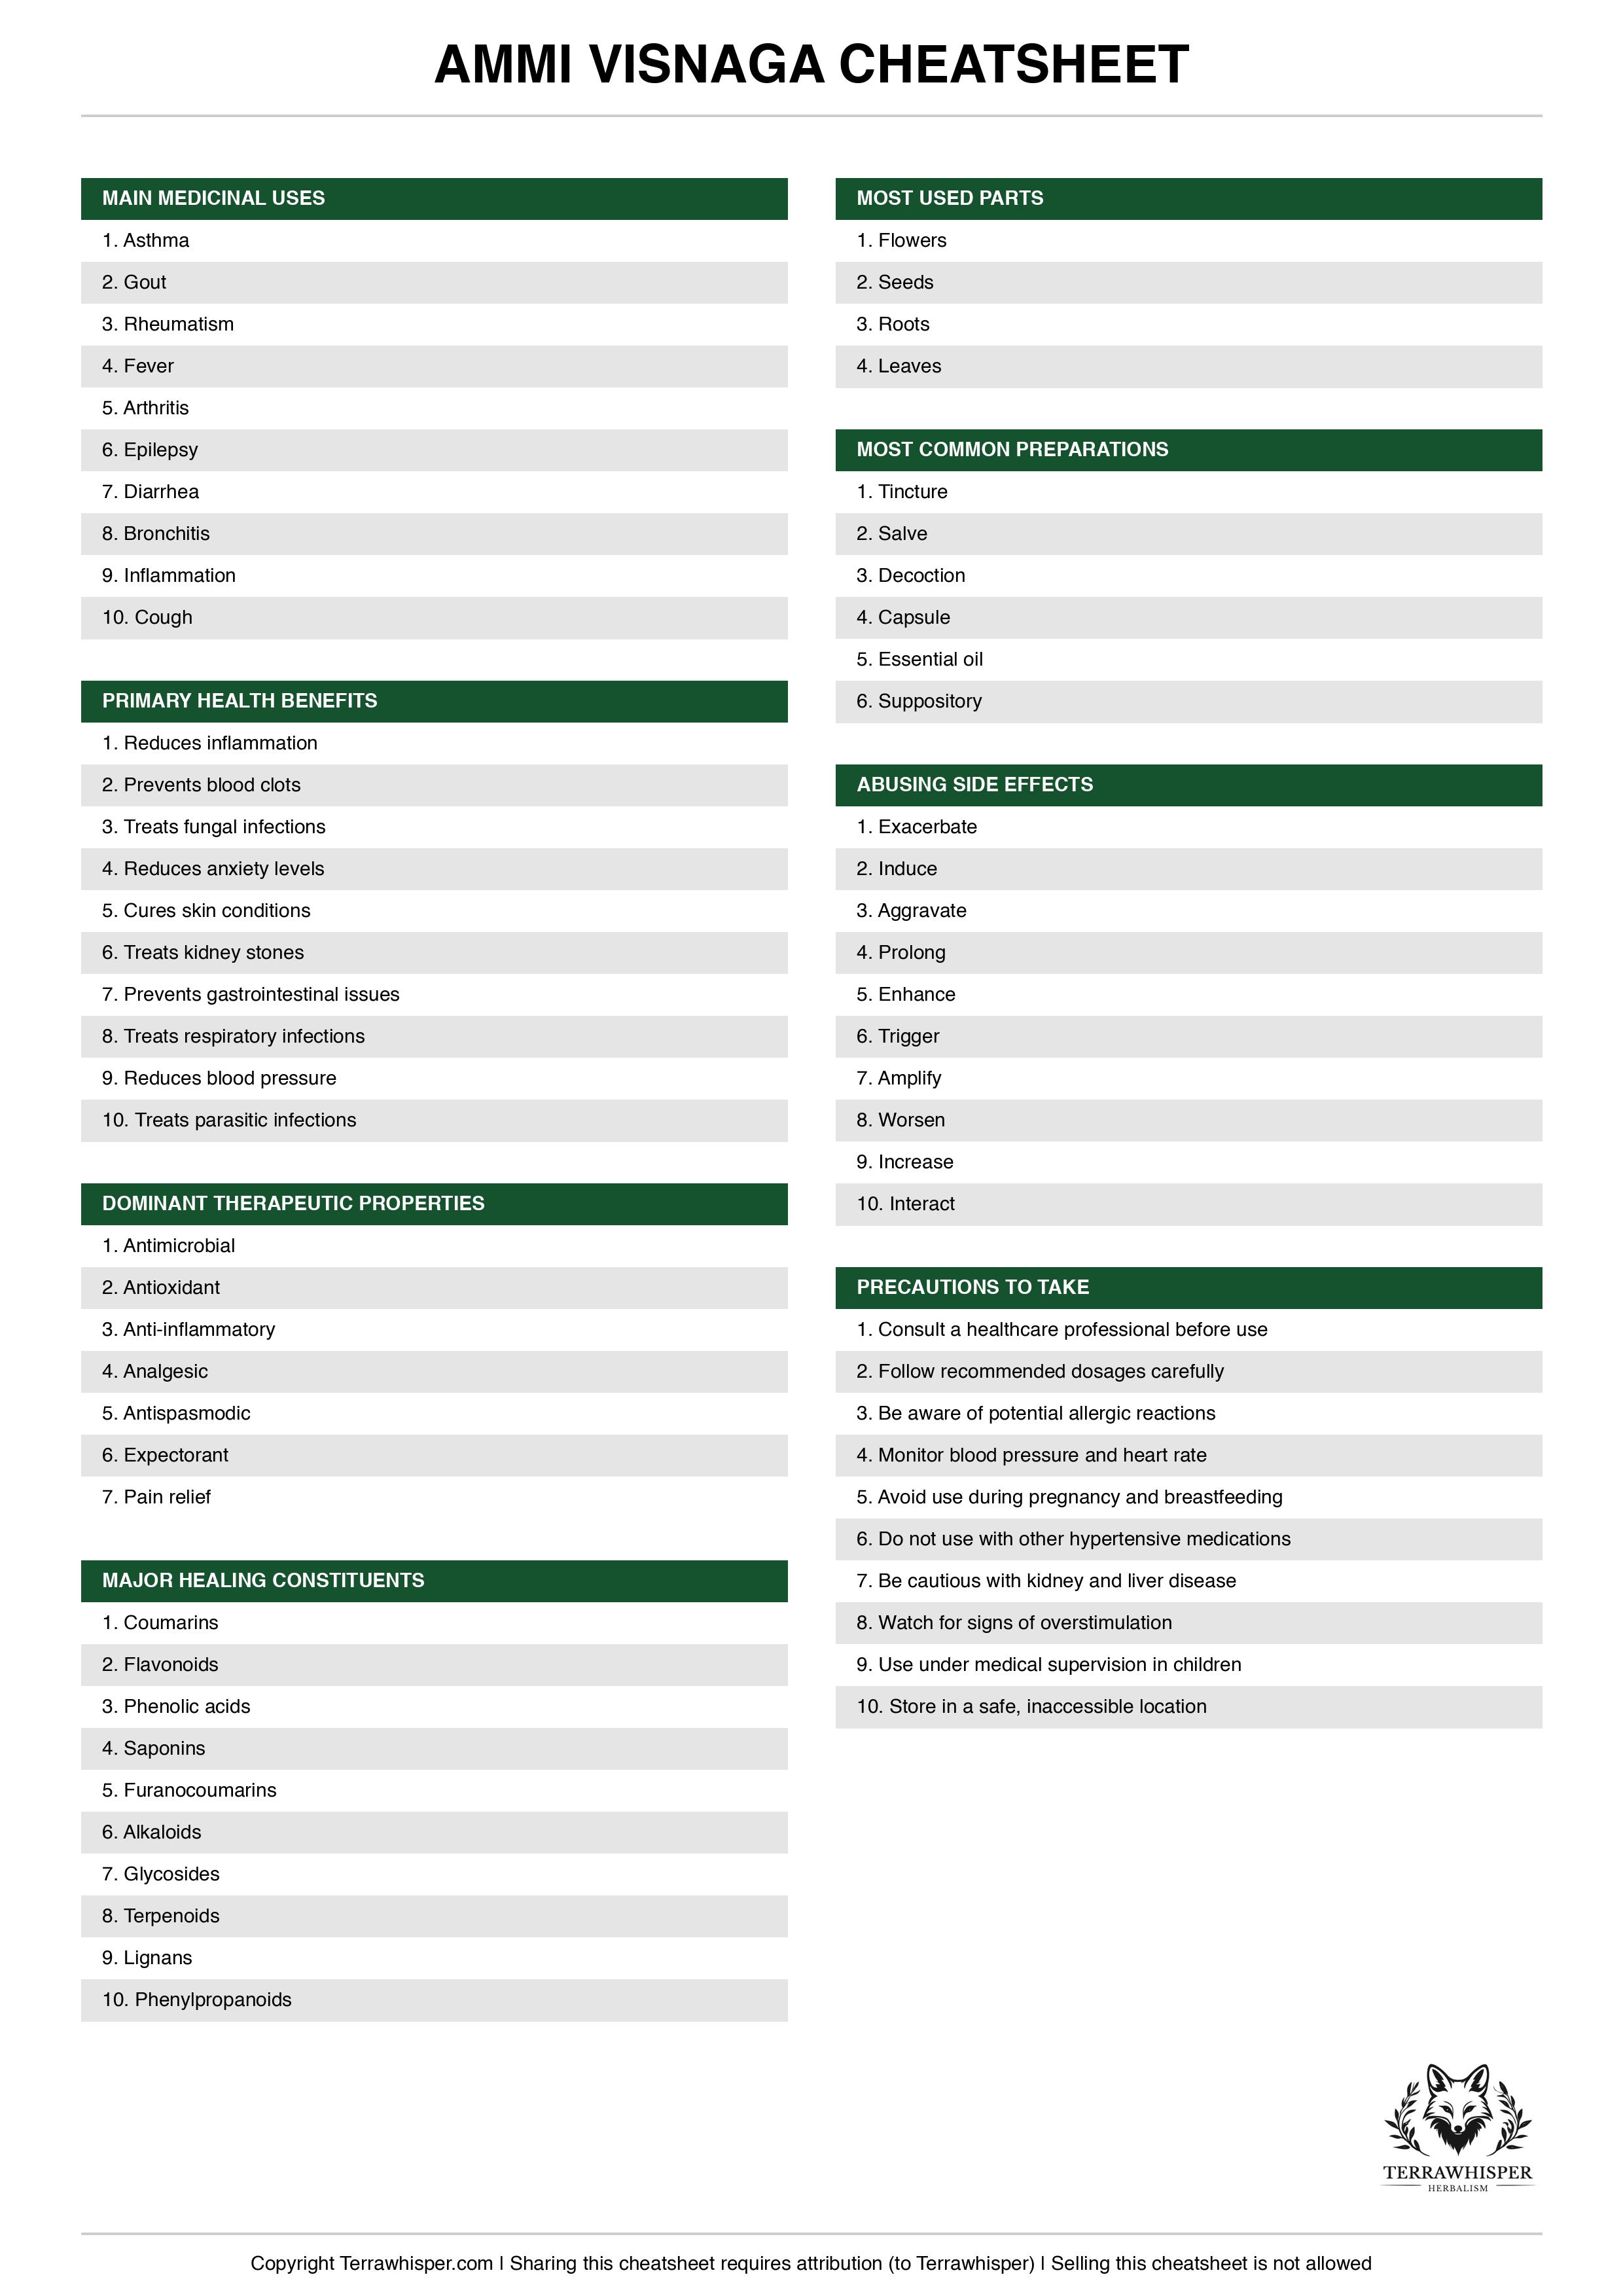 AMMI VISNAGA CHEATSHEET
MAIN MEDICINAL USES
1. Asthma
2. Gout
3. Rheumatism
4. Fever
5. Arthritis
6. Epilepsy
7. Diarrhea
8. Bronchitis
9. Inflammation
10. Cough
PRIMARY HEALTH BENEFITS
1. Reduces inflammation
2. Prevents blood clots
3. Treats fungal infections
4. Reduces anxiety levels
5. Cures skin conditions
6. Treats kidney stones
7. Prevents gastrointestinal issues
8. Treats respiratory infections
9. Reduces blood pressure
10. Treats parasitic infections
DOMINANT THERAPEUTIC PROPERTIES
1. Antimicrobial
2. Antioxidant
3. Anti-inflammatory
4. Analgesic
5. Antispasmodic
6. Expectorant
7. Pain relief
MAJOR HEALING CONSTITUENTS
1. Coumarins
2. Flavonoids
3. Phenolic acids
4. Saponins
5. Furanocoumarins
6. Alkaloids
7. Glycosides
8. Terpenoids
9. Lignans
10. Phenylpropanoids
MOST USED PARTS
1. Flowers
2. Seeds
3. Roots
4. Leaves
MOST COMMON PREPARATIONS
1. Tincture
2. Salve
3. Decoction
4. Capsule
5. Essential oil
6. Suppository
ABUSING SIDE EFFECTS
1. Exacerbate
2. Induce
3. Aggravate
4. Prolong
5. Enhance
6. Trigger
7. Amplify
8. Worsen
9. Increase
10. Interact
PRECAUTIONS TO TAKE
1. Consult a healthcare professional before use
2. Follow recommended dosages carefully
3. Be aware of potential allergic reactions
4. Monitor blood pressure and heart rate
5. Avoid use during pregnancy and breastfeeding
6. Do not use with other hypertensive medications
7. Be cautious with kidney and liver disease
8. Watch for signs of overstimulation
9. Use under medical supervision in children
10. Store in a safe, inaccessible location
TERRAWHISPER
HERBALISM
Copyright Terrawhisper.com | Sharing this cheatsheet requires attribution (to Terrawhisper) | Selling this cheatsheet is not allowed